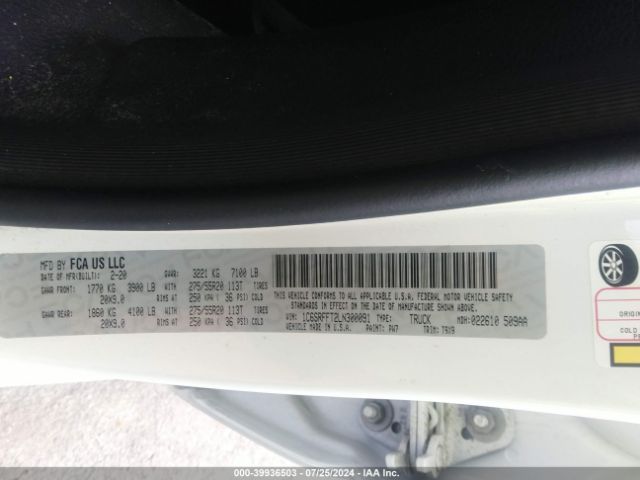 MFD BY FCA US LLC
DATE OF MFR(BUILT): 2-20 GVWR: 3221 KG 7100 LB
GAWR FRONT: 1770 KG 3900 LB WITH 275/55R20 113T TIRES
20X9.0 RIMS AT 250 KPA ( 36 PSI) COLD
GAWR REAR: 1860 KG 4100 LB WITH 275/55R20 113T TIRES
20X9.0 RIMS AT 250 KPA ( 36 PSI) COLD
THIS VEHICLE CONFORMS TO ALL APPLICABLE U.S.A. FEDERAL MOTOR VEHICLE SAFETY
STANDARDS IN EFFECT ON THE DATE OF MANUFACTURE SHOWN ABOVE.
VIN: 1C6SRFFT2LN300091 TYPE: TRUCK MDH: 022610 509AA
VEHICLE MADE IN U.S.A. PAINT: PW7 TRIM: T9X9
ORIGIN
COLD
PE
000-39936503 - 07/25/2024 - IAA Inc.